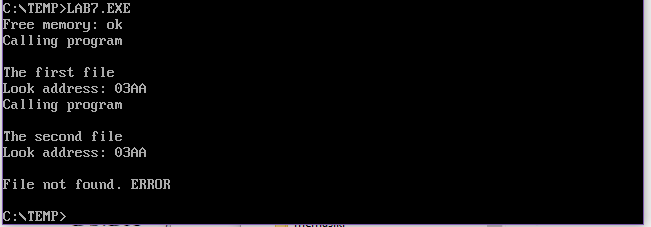 C:\TEMP>LAB7.EXE
Free memory: ok
Calling program
The first file
Look address: 03AA
Calling program
The second file
Look address: 03AA
File not found. ERROR
C:\TEMP>